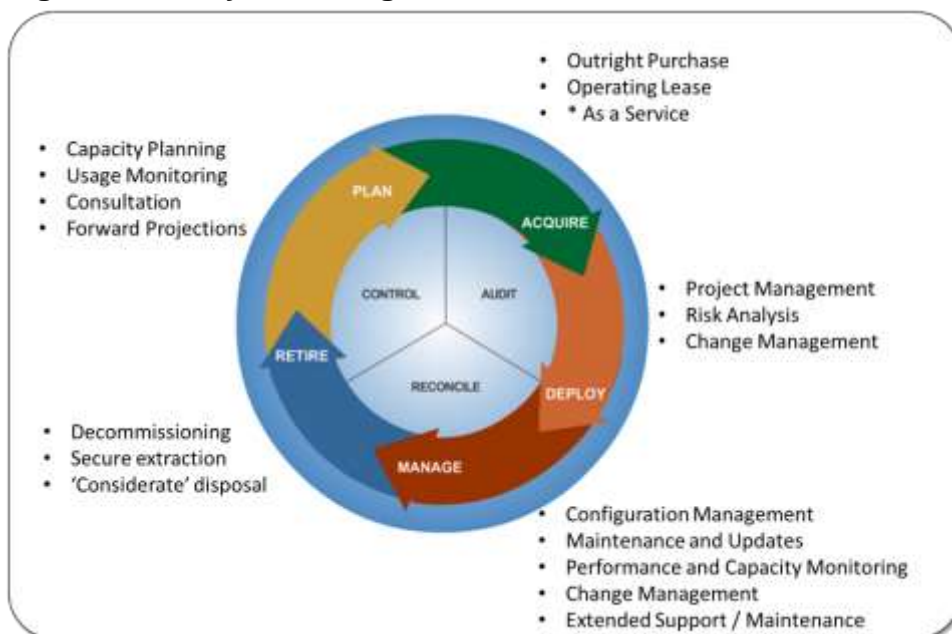 • Outright Purchase
• Operating Lease
• * As a Service
• Capacity Planning
• Usage Monitoring
• Consultation
• Forward Projections
PLAN
ACQUIRE
CONTROL
AUDIT
• Project Management
• Risk Analysis
• Change Management
RETIRE
RECONCILE
DEPLOY
• Decommissioning
• Secure extraction
• ‘Considerate’ disposal
MANAGE
• Configuration Management
• Maintenance and Updates
• Performance and Capacity Monitoring
• Change Management
• Extended Support / Maintenance